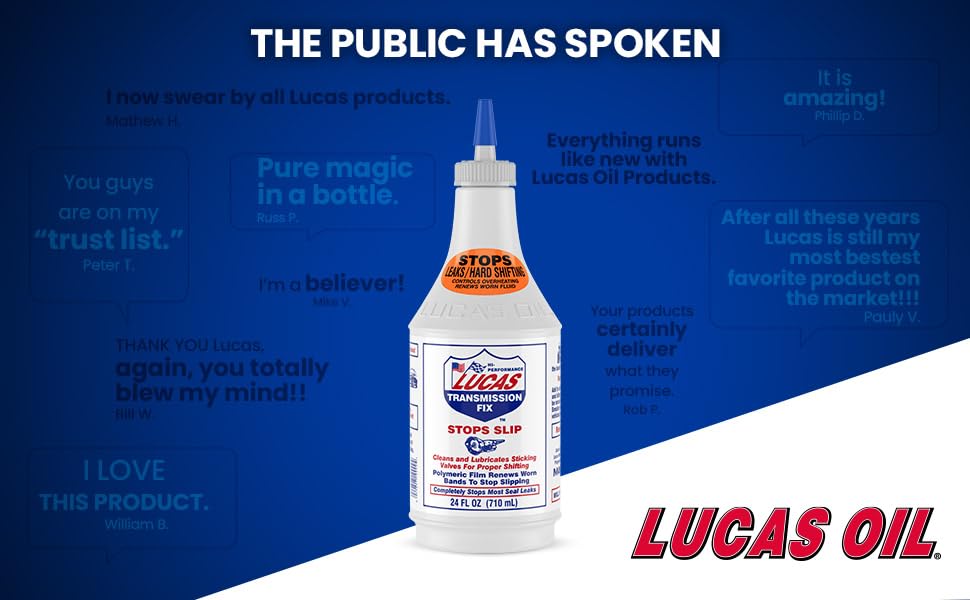 THE PUBLIC HAS SPOKEN
I now swear by all Lucas products.
Mathew H.
It is
amazing!
Phillip D.
Everything runs
like new with
Lucas Oil Products.
You guys
are on my
“trust list.”
Peter T.
Pure magic
in a bottle.
Russ P.
After all these years
Lucas is still my
most bestest
favorite product on
the market!!!
Pauly V.
I'm a believer!
Mike V.
Your products
certainly
deliver
what they
promise.
Rob P.
THANK YOU Lucas,
again, you totally
blew my mind!!
Bill W.
I LOVE
THIS PRODUCT.
William B.
STOPS
LEAKS/HARD SHIFTING
CONTROLS OVERHEATING
RENEWS WORN FLUID
LUCAS OIL
HI-
PERFORMANCE
LUCAS
TRANSMISSION
FIX
™
STOPS SLIP
Cleans and Lubricates Sticking
Valves For Proper Shifting
Polymeric Film Renews Worn
Bands To Stop Slipping
Completely Stops Most Seal Leaks
24 FL OZ (710 mL)
LUCAS OIL®